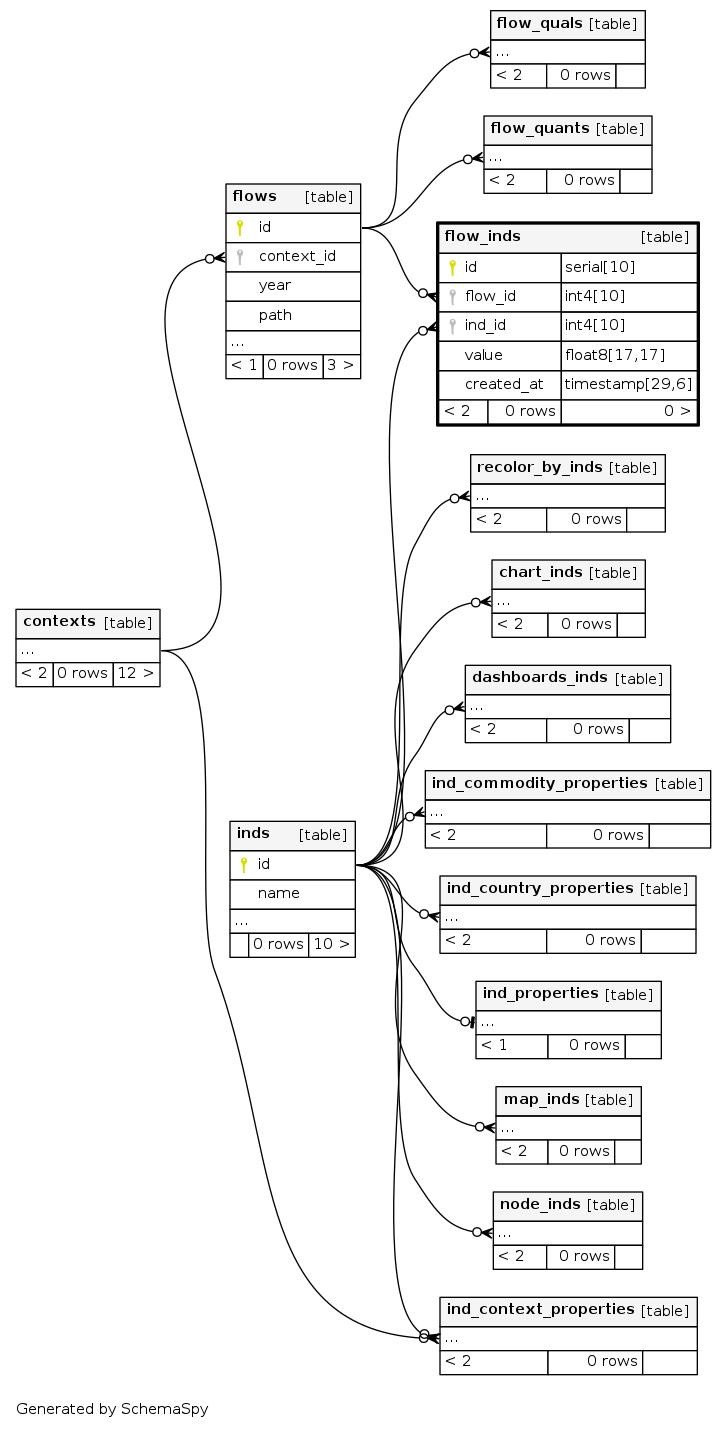 flow_quals [table]
...
< 2 0 rows
flow_quants [table]
...
< 2 0 rows
flows [table]
id
context_id
year
path
...
< 1 0 rows 3 >
flow_inds [table]
id serial[10]
flow_id int4[10]
ind_id int4[10]
value float8[17,17]
created_at timestamp[29,6]
< 2 0 rows 0 >
recolor_by_inds [table]
...
< 2 0 rows
chart_inds [table]
...
< 2 0 rows
contexts [table]
...
< 2 0 rows 12 >
dashboards_inds [table]
...
< 2 0 rows
ind_commodity_properties [table]
...
< 2 0 rows
inds [table]
id
name
...
0 rows 10 >
ind_country_properties [table]
...
< 2 0 rows
ind_properties [table]
...
< 1 0 rows
map_inds [table]
...
< 2 0 rows
node_inds [table]
...
< 2 0 rows
ind_context_properties [table]
...
< 2 0 rows
Generated by SchemaSpy